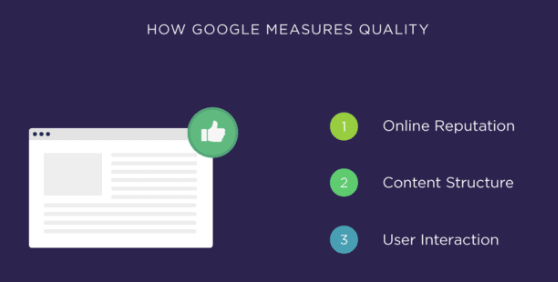 HOW GOOGLE MEASURES QUALITY
1 Online Reputation
2 Content Structure
3 User Interaction